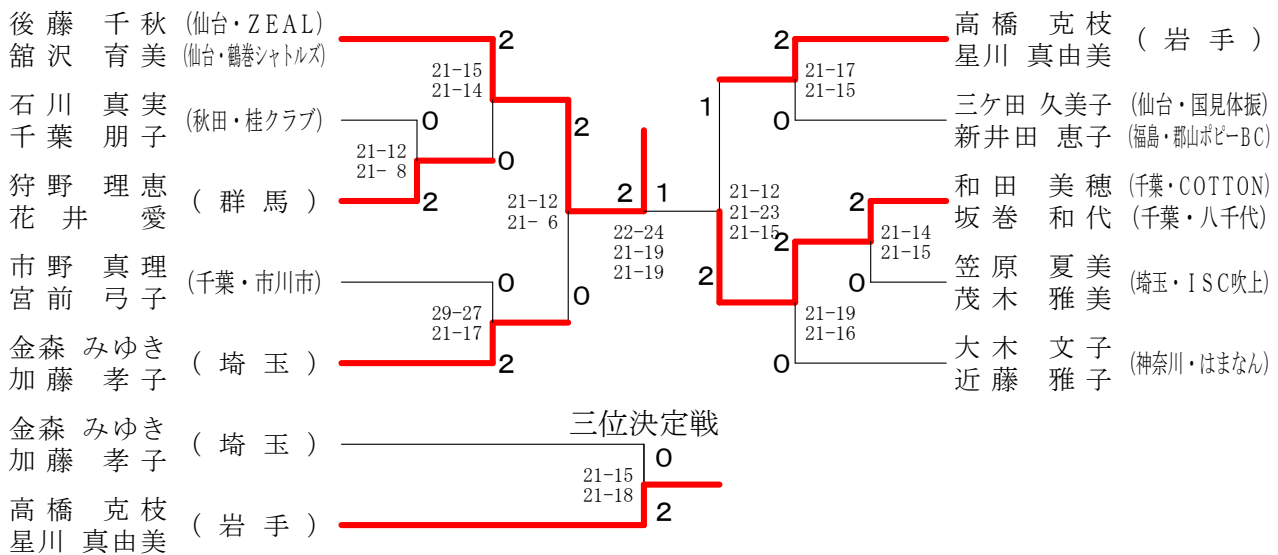 後藤 千秋 (仙台・ZEAL)
舘沢 育美 (仙台・鶴巻シャトルズ)
2
21-15
21-14
石川 真実
千葉 朋子
(秋田・桂クラブ)
0
2
21-12
21- 8
0
狩野 理恵
花井 愛
(群馬)
2
21-12
21- 6
市野 真理
宮前 弓子
(千葉・市川市)
0
0
29-27
21-17
金森 みゆき
加藤 孝子
(埼玉)
2
2
1
22-24
21-19
21-19
高橋 克枝
星川 真由美
(岩手)
2
21-17
21-15
1
三ケ田 久美子 (仙台・国見体振)
新井田 恵子 (福島・郡山ポピーBC)
0
21-12
21-23
21-15
和田 美穂 (千葉・COTTON)
坂巻 和代 (千葉・八千代)
2
21-14
21-15
2
2
笠原 夏美
茂木 雅美
(埼玉・ISC吹上)
0
21-19
21-16
大木 文子
近藤 雅子
(神奈川・はまなん)
0
三位決定戦
金森 みゆき
加藤 孝子
(埼玉)
0
21-15
21-18
高橋 克枝
星川 真由美
(岩手)
2